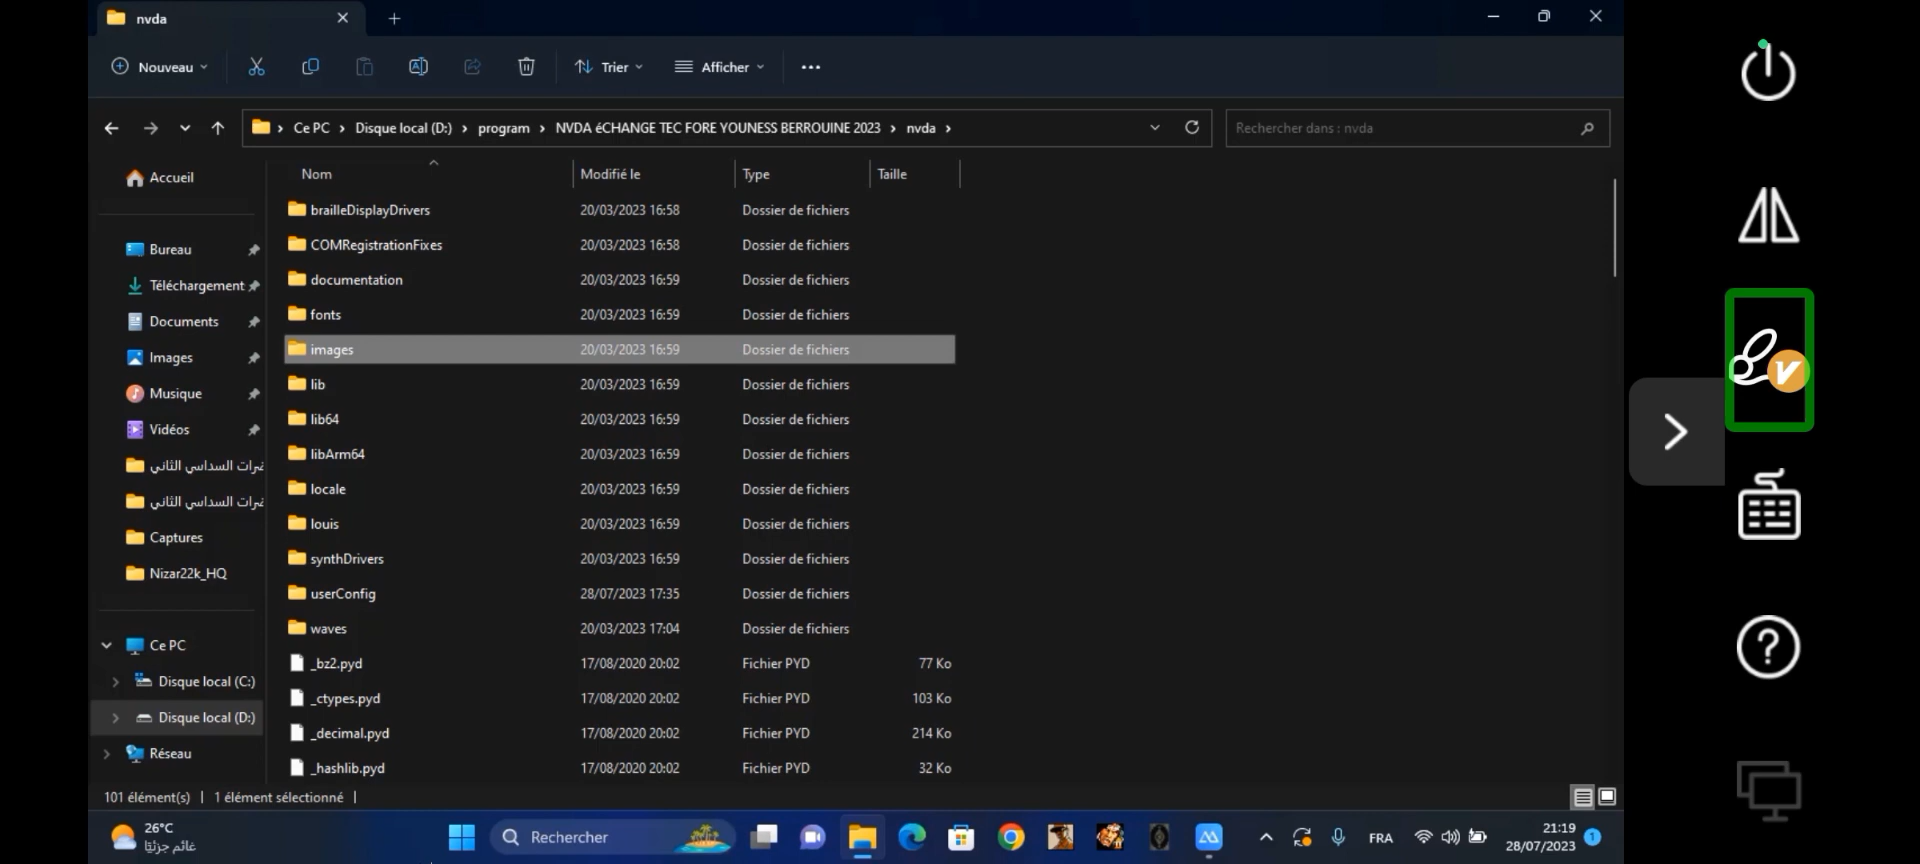 nvda
Nouveau
Trier
Afficher
Ce PC › Disque local (D:) › program › NVDA éCHANGE TEC FORE YOUNESS BERROUINE 2023 › nvda ›
Rechercher dans : nvda
Accueil
Bureau
Téléchargement
Documents
Images
Musique
Vidéos
السداسي الثاني
السداسي الثاني
Captures
Nizar22k_HQ
Ce PC
Disque local (C:)
Disque local (D:)
Réseau
Nom Modifié le Type Taille
brailleDisplayDrivers 20/03/2023 16:58 Dossier de fichiers
COMRegistrationFixes 20/03/2023 16:58 Dossier de fichiers
documentation 20/03/2023 16:59 Dossier de fichiers
fonts 20/03/2023 16:59 Dossier de fichiers
images 20/03/2023 16:59 Dossier de fichiers
lib 20/03/2023 16:59 Dossier de fichiers
lib64 20/03/2023 16:59 Dossier de fichiers
libArm64 20/03/2023 16:59 Dossier de fichiers
locale 20/03/2023 16:59 Dossier de fichiers
louis 20/03/2023 16:59 Dossier de fichiers
synthDrivers 20/03/2023 16:59 Dossier de fichiers
userConfig 28/07/2023 17:35 Dossier de fichiers
waves 20/03/2023 17:04 Dossier de fichiers
_bz2.pyd 17/08/2020 20:02 Fichier PYD 77 Ko
_ctypes.pyd 17/08/2020 20:02 Fichier PYD 103 Ko
_decimal.pyd 17/08/2020 20:02 Fichier PYD 214 Ko
_hashlib.pyd 17/08/2020 20:02 Fichier PYD 32 Ko
101 élément(s) | 1 élément sélectionné |
26°C
غائم جزئيًا
Rechercher
FRA
21:19
28/07/2023
1